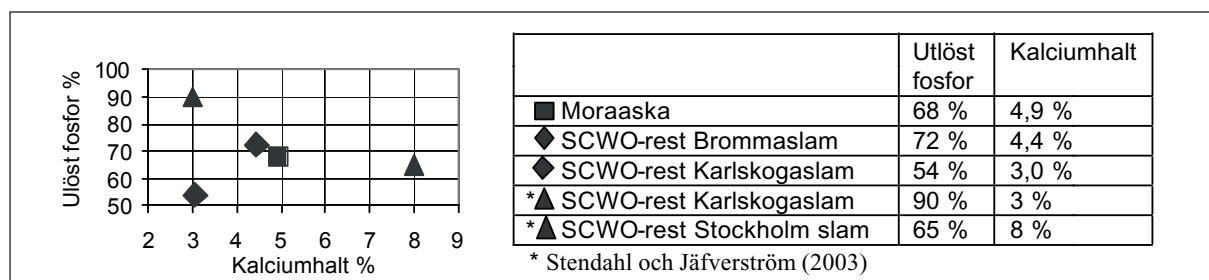 Ulöst fosfor %
100
90
80
70
60
50
2 3 4 5 6 7 8 9
Kalciumhalt %
Utlöst fosfor Kalciumhalt
Moraaska 68 % 4,9 %
SCWO-rest Brommaslam 72 % 4,4 %
SCWO-rest Karlskogaslam 54 % 3,0 %
* SCWO-rest Karlskogaslam 90 % 3 %
* SCWO-rest Stockholm slam 65 % 8 %
* Stendahl och Jäfverström (2003)